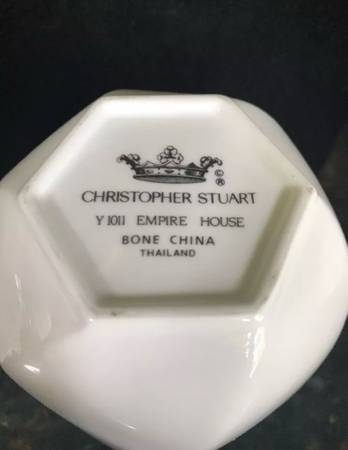 ©
®
CHRISTOPHER STUART
Y 1011 EMPIRE HOUSE
BONE CHINA
THAILAND